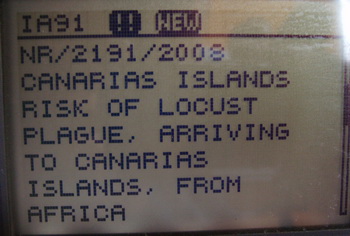 IA91 NEW
NR/2191/2008
CANARIAS ISLANDS
RISK OF LOCUST
PLAGUE, ARRIVING
TO CANARIAS
ISLANDS, FROM
AFRICA